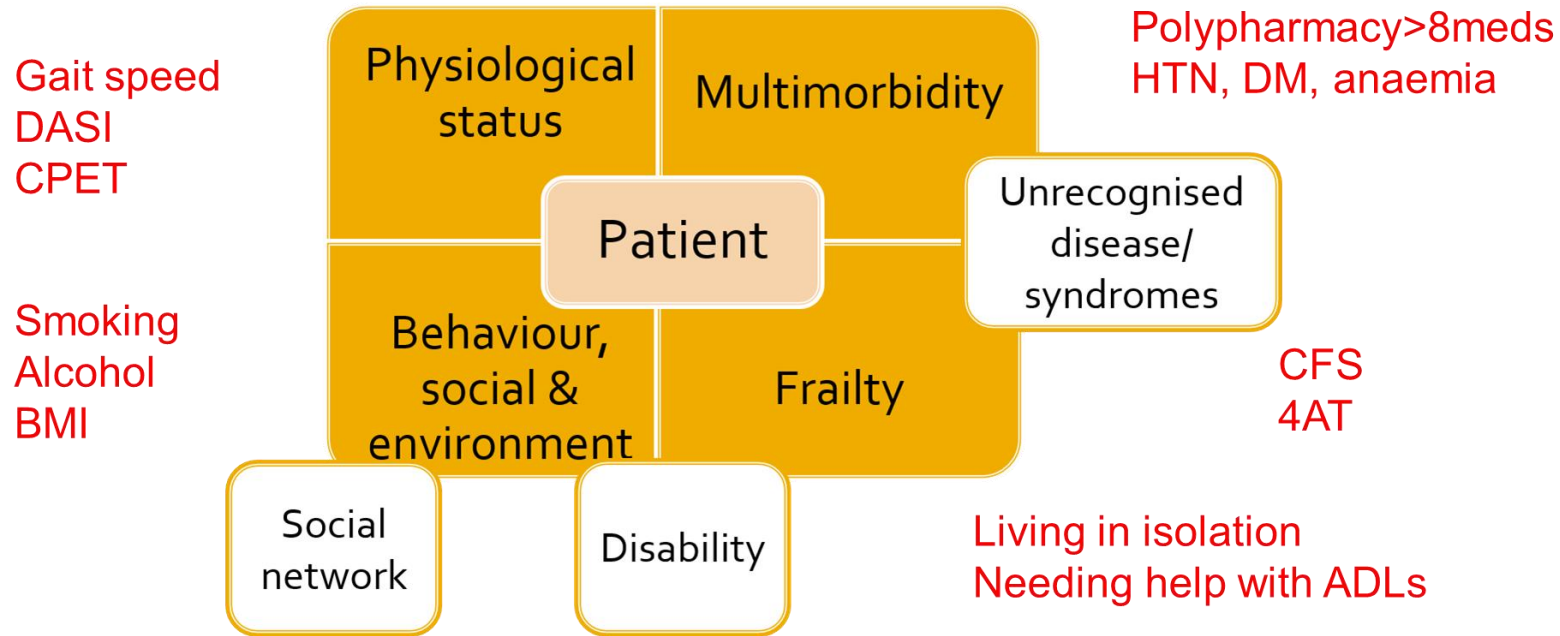 Gait speed
DASI
CPET
Physiological
status
Multimorbidity
Polypharmacy>8meds
HTN, DM, anaemia
Patient
Unrecognised
disease/
syndromes
Smoking
Alcohol
BMI
Behaviour,
social &
environment
Frailty
CFS
4AT
Social
network
Disability
Living in isolation
Needing help with ADLs